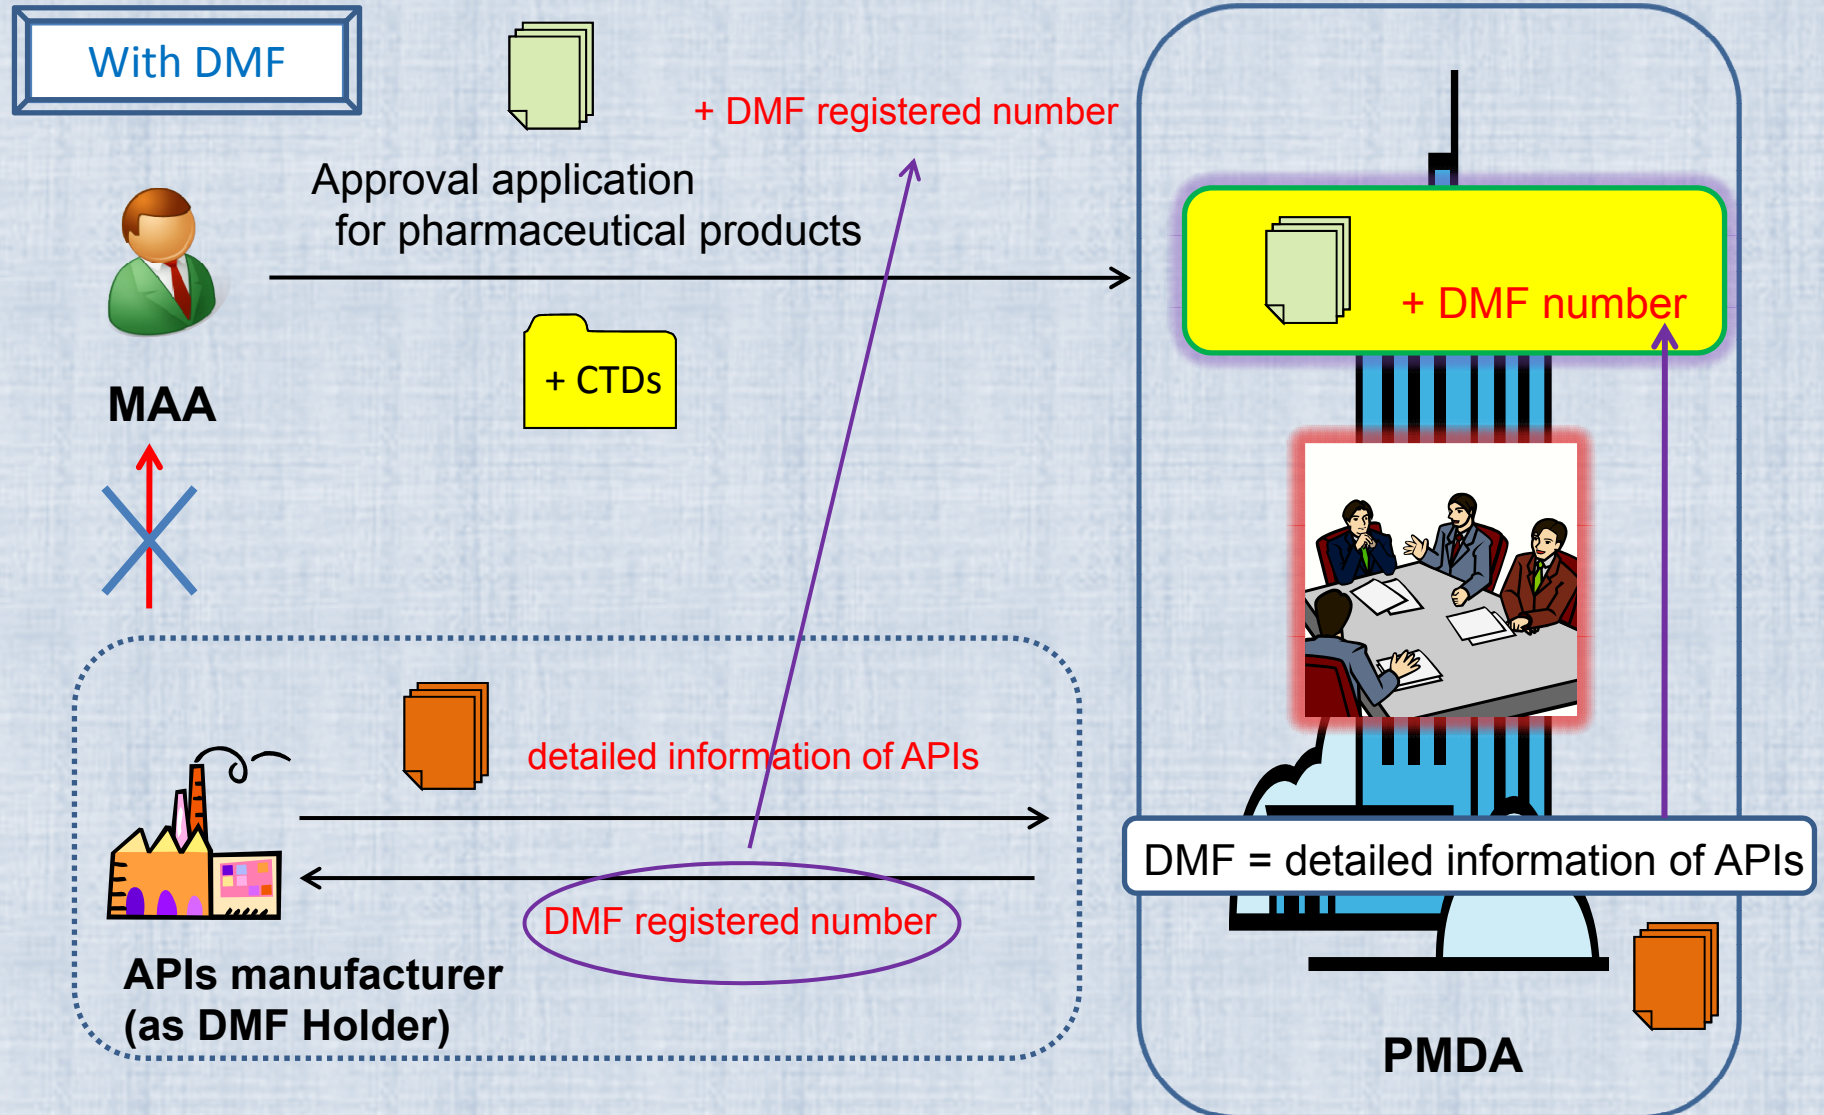 With DMF
+ DMF registered number
Approval application
for pharmaceutical products
+ DMF number
+ CTDs
MAA
detailed information of APIs
DMF = detailed information of APIs
DMF registered number
APIs manufacturer
(as DMF Holder)
PMDA